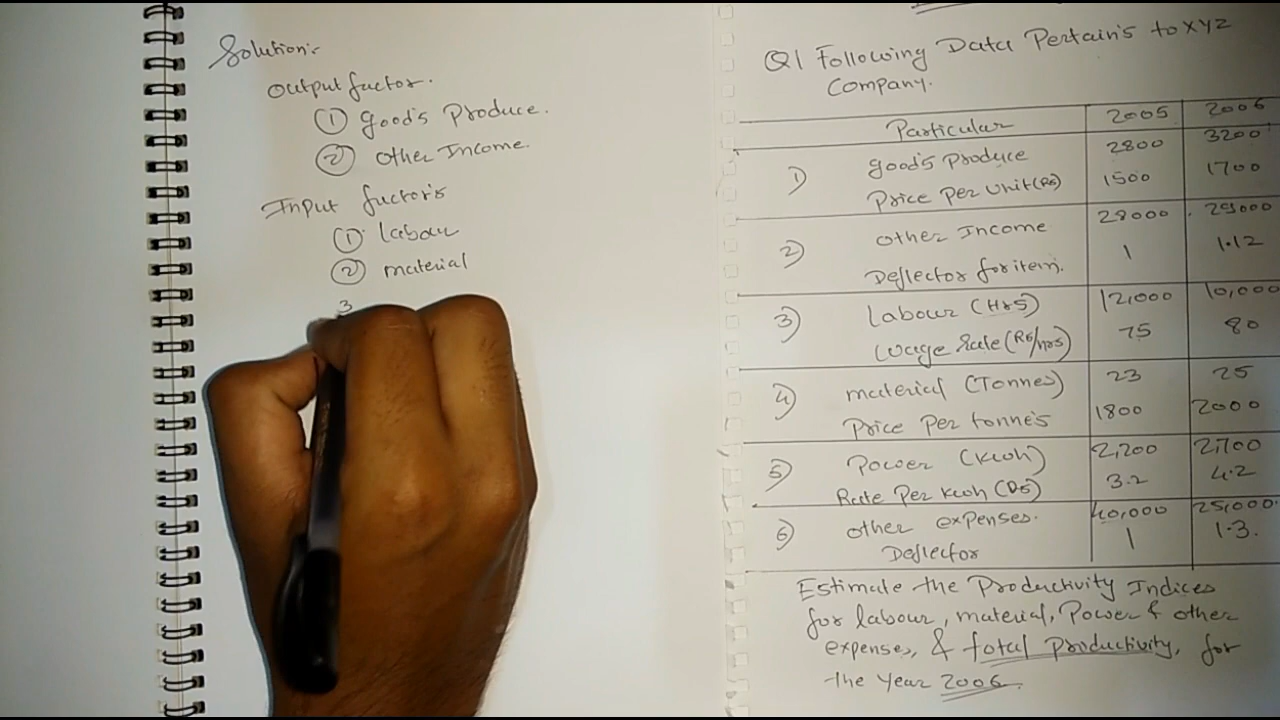 Solution:-
Output factor.
① good's Produce.
② Other Income.
Input factor's
① labour
② material
3
Q1 Following Data Pertain's to XYZ
Company.
Particular 2005 2006
1) good's Produce 2800 3200
Price Per Unit (Rs) 1500 1700
2) Other Income 28000 29000
Deflector for item. 1 1.12
3) Labour (Hrs) 12,000 10,000
Wage Rate (Rs/hrs) 75 80
4) material (Tonnes) 23 25
Price Per tonne's 1800 2000
5) Power (Kwh) 2,200 2,700
Rate Per Kwh (Rs) 3.2 4.2
6) Other expenses. 40,000 25,000
Deflector 1 1.3.
Estimate the Productivity Indices
for labour, material, Power & other
expenses, & total productivity, for
the Year 2006.